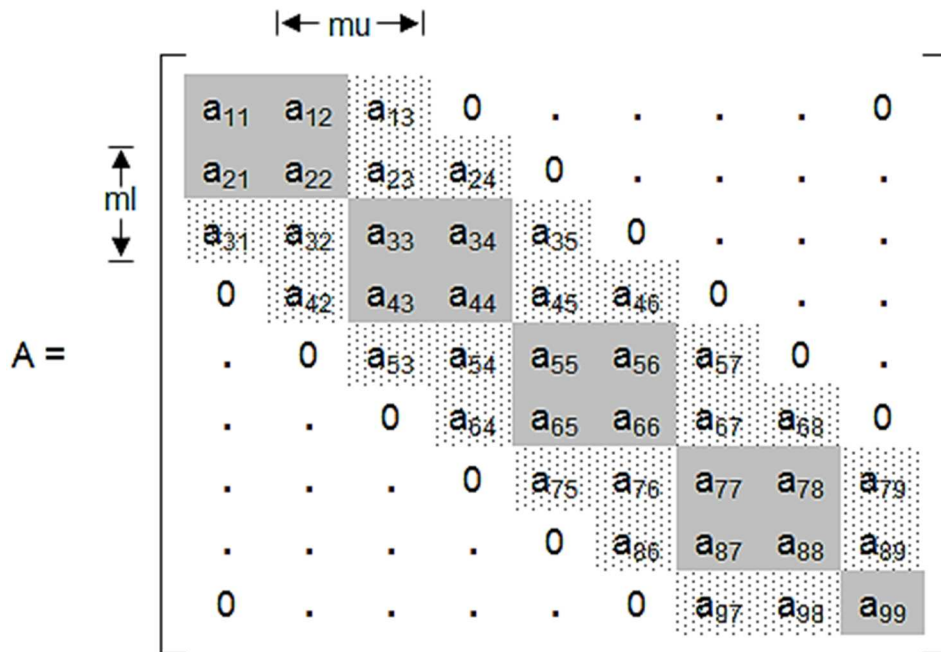 mu
a₁₁ a₁₂ a₁₃ 0 . . . . 0
a₂₁ a₂₂ a₂₃ a₂₄ 0 . . . .
ml
a₃₁ a₃₂ a₃₃ a₃₄ a₃₅ 0 . . .
0 a₄₂ a₄₃ a₄₄ a₄₅ a₄₆ 0 . .
A = . 0 a₅₃ a₅₄ a₅₅ a₅₆ a₅₇ 0 .
. . 0 a₆₄ a₆₅ a₆₆ a₆₇ a₆₈ 0
. . . 0 a₇₅ a₇₆ a₇₇ a₇₈ a₇₉
. . . . 0 a₈₆ a₈₇ a₈₈ a₈₉
0 . . . . 0 a₉₇ a₉₈ a₉₉